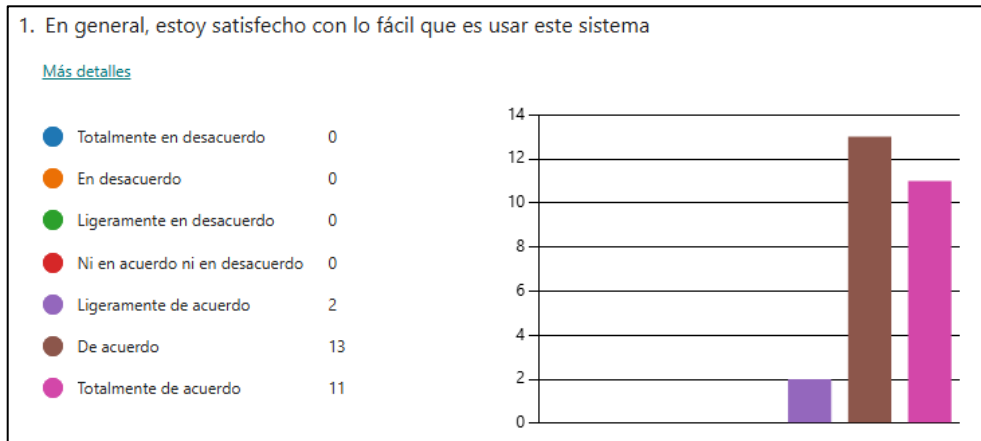 1. En general, estoy satisfecho con lo fácil que es usar este sistema
Más detalles
Totalmente en desacuerdo 0
En desacuerdo 0
Ligeramente en desacuerdo 0
Ni en acuerdo ni en desacuerdo 0
Ligeramente de acuerdo 2
De acuerdo 13
Totalmente de acuerdo 11
14
12
10
8
6
4
2
0